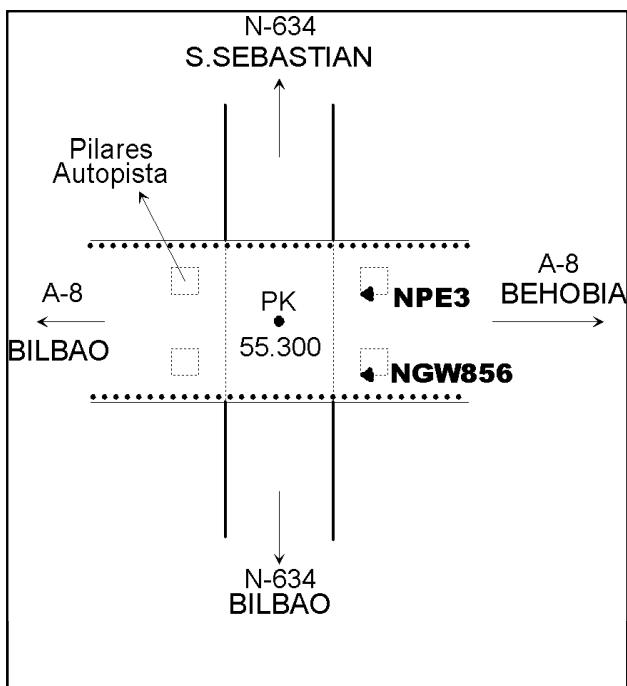 N-634
S.SEBASTIAN
Pilares
Autopista
A-8
BILBAO
PK
55.300
NPE3
NGW856
A-8
BEHOBIA
N-634
BILBAO